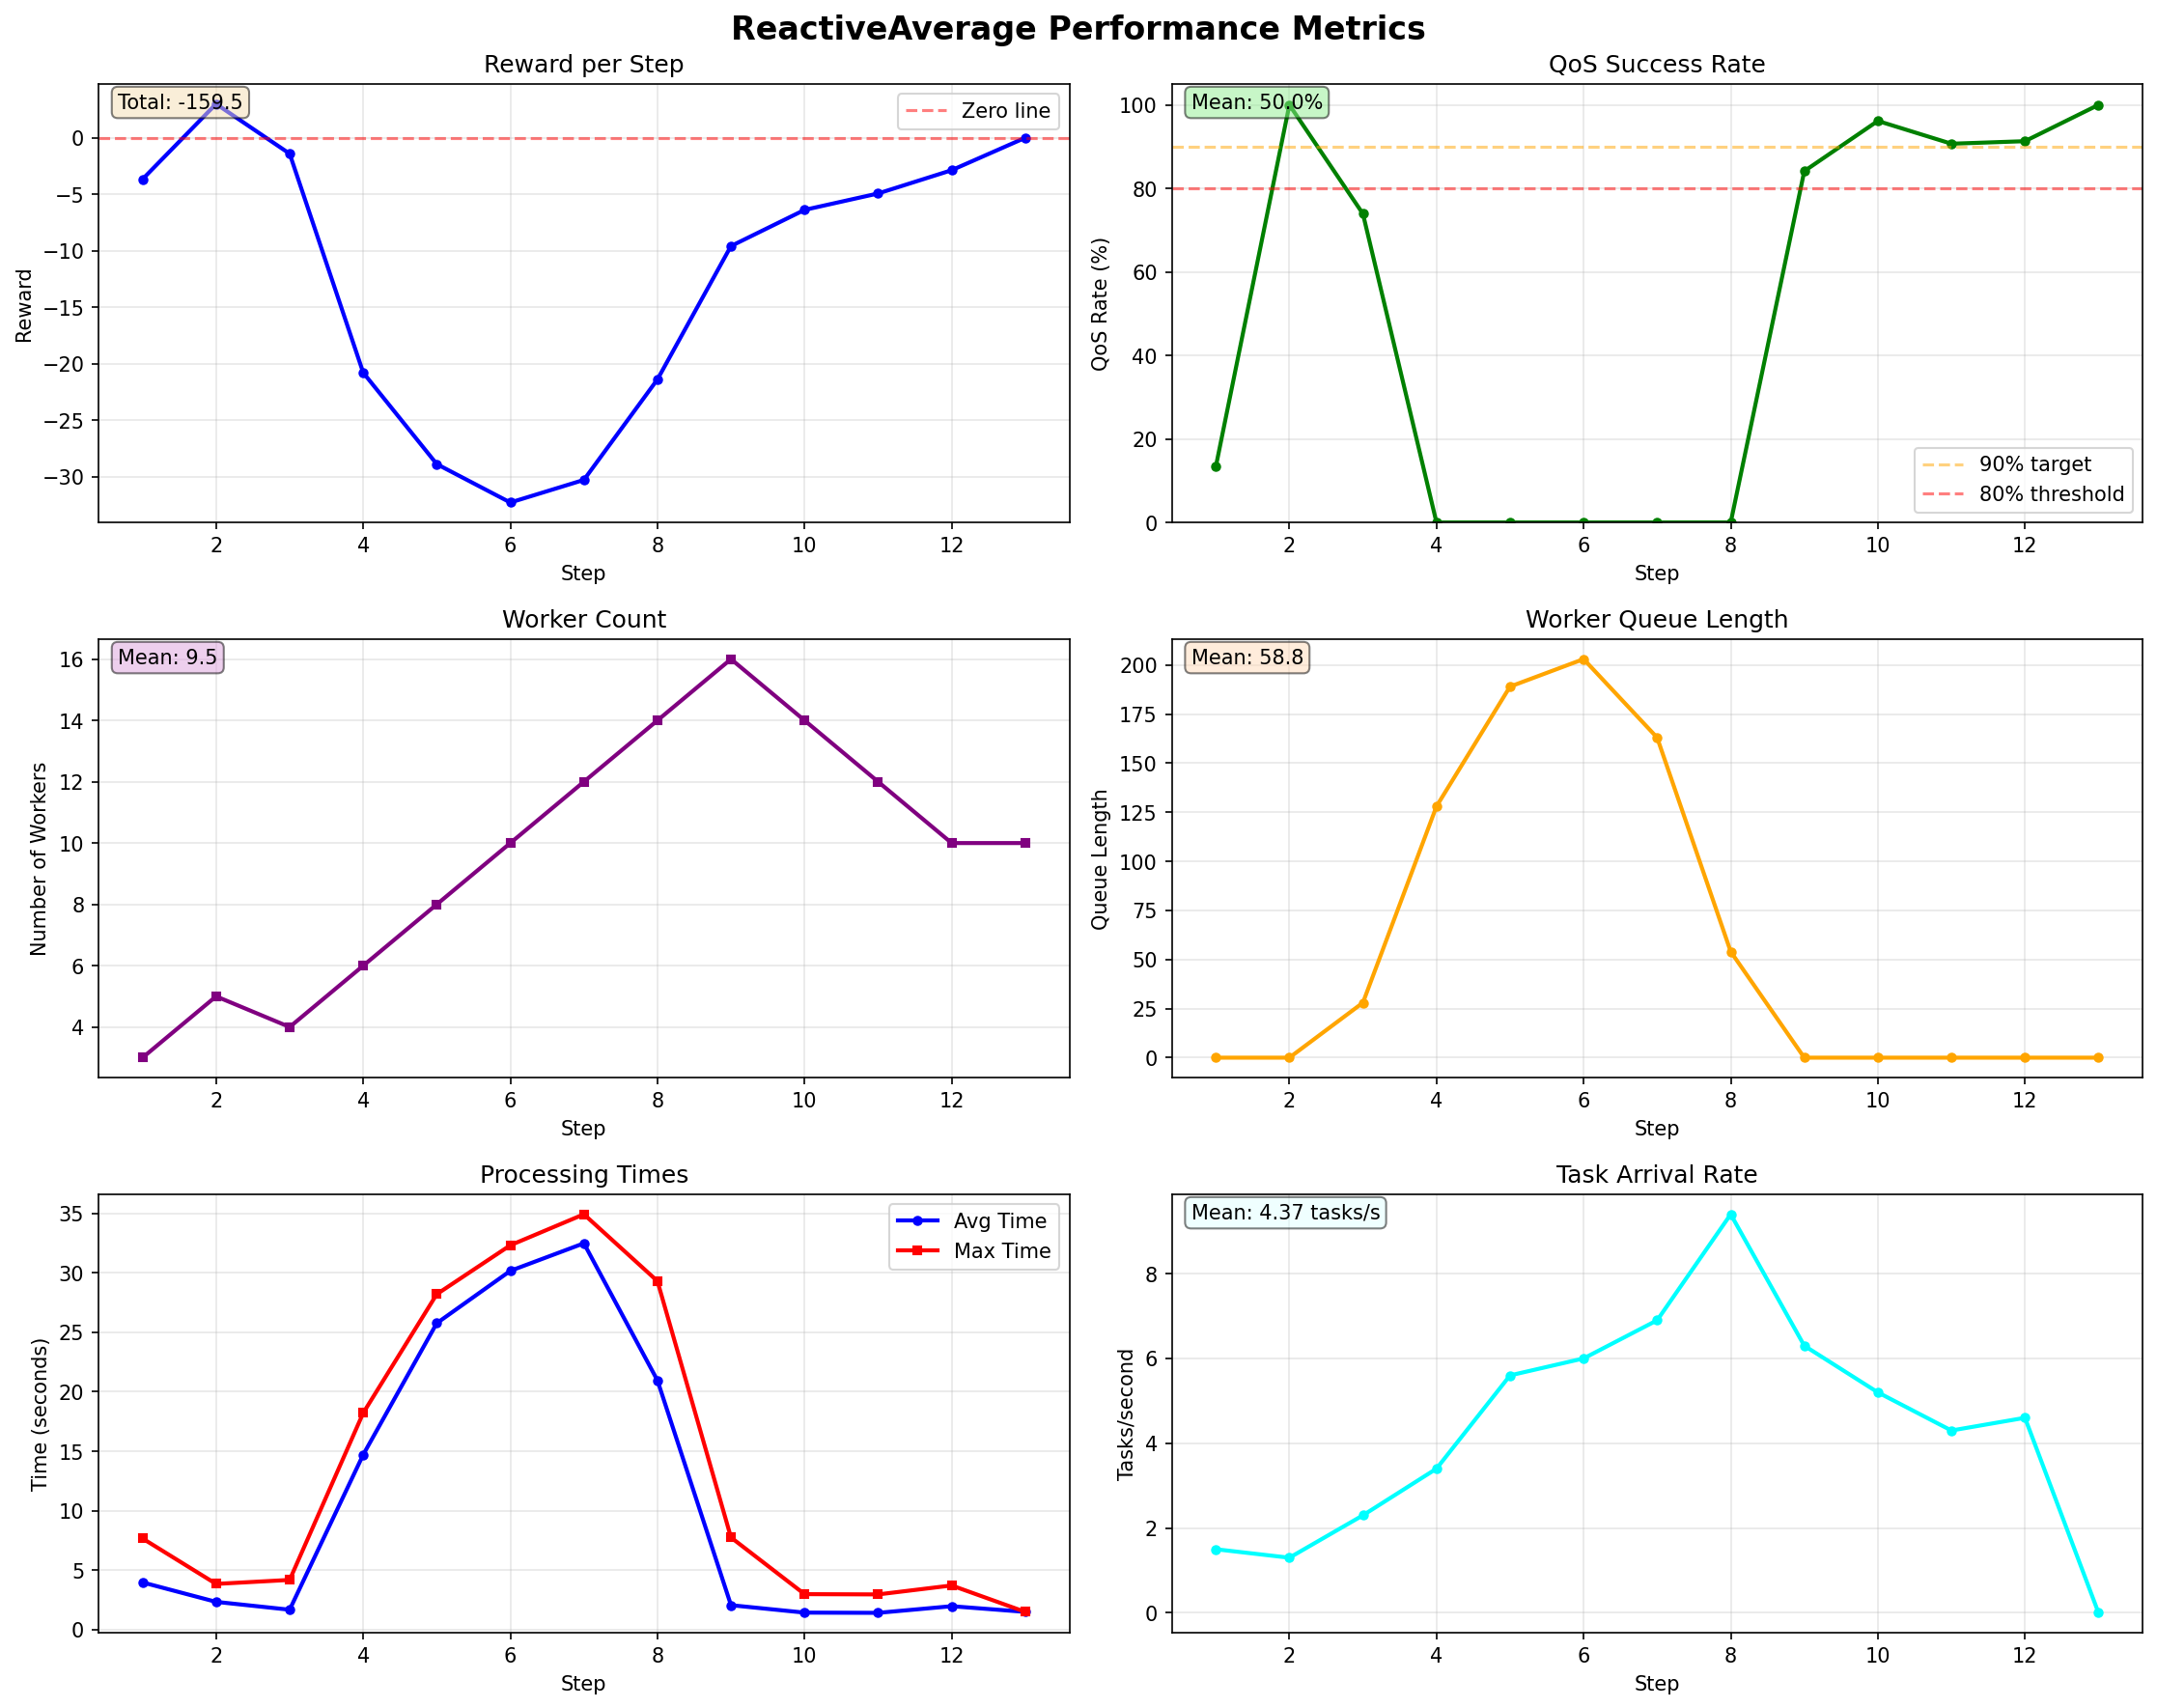 ReactiveAverage Performance Metrics
Reward per Step
Total: -159.5
Zero line
0
−5
−10
−15
−20
−25
−30
Reward
2 4 6 8 10 12
Step
QoS Success Rate
Mean: 50.0%
100
80
60
40
20
0
QoS Rate (%)
90% target
80% threshold
2 4 6 8 10 12
Step
Worker Count
Mean: 9.5
16
14
12
10
8
6
4
Number of Workers
2 4 6 8 10 12
Step
Worker Queue Length
Mean: 58.8
200
175
150
125
100
75
50
25
0
Queue Length
2 4 6 8 10 12
Step
Processing Times
Avg Time
Max Time
35
30
25
20
15
10
5
0
Time (seconds)
2 4 6 8 10 12
Step
Task Arrival Rate
Mean: 4.37 tasks/s
8
6
4
2
0
Tasks/second
2 4 6 8 10 12
Step